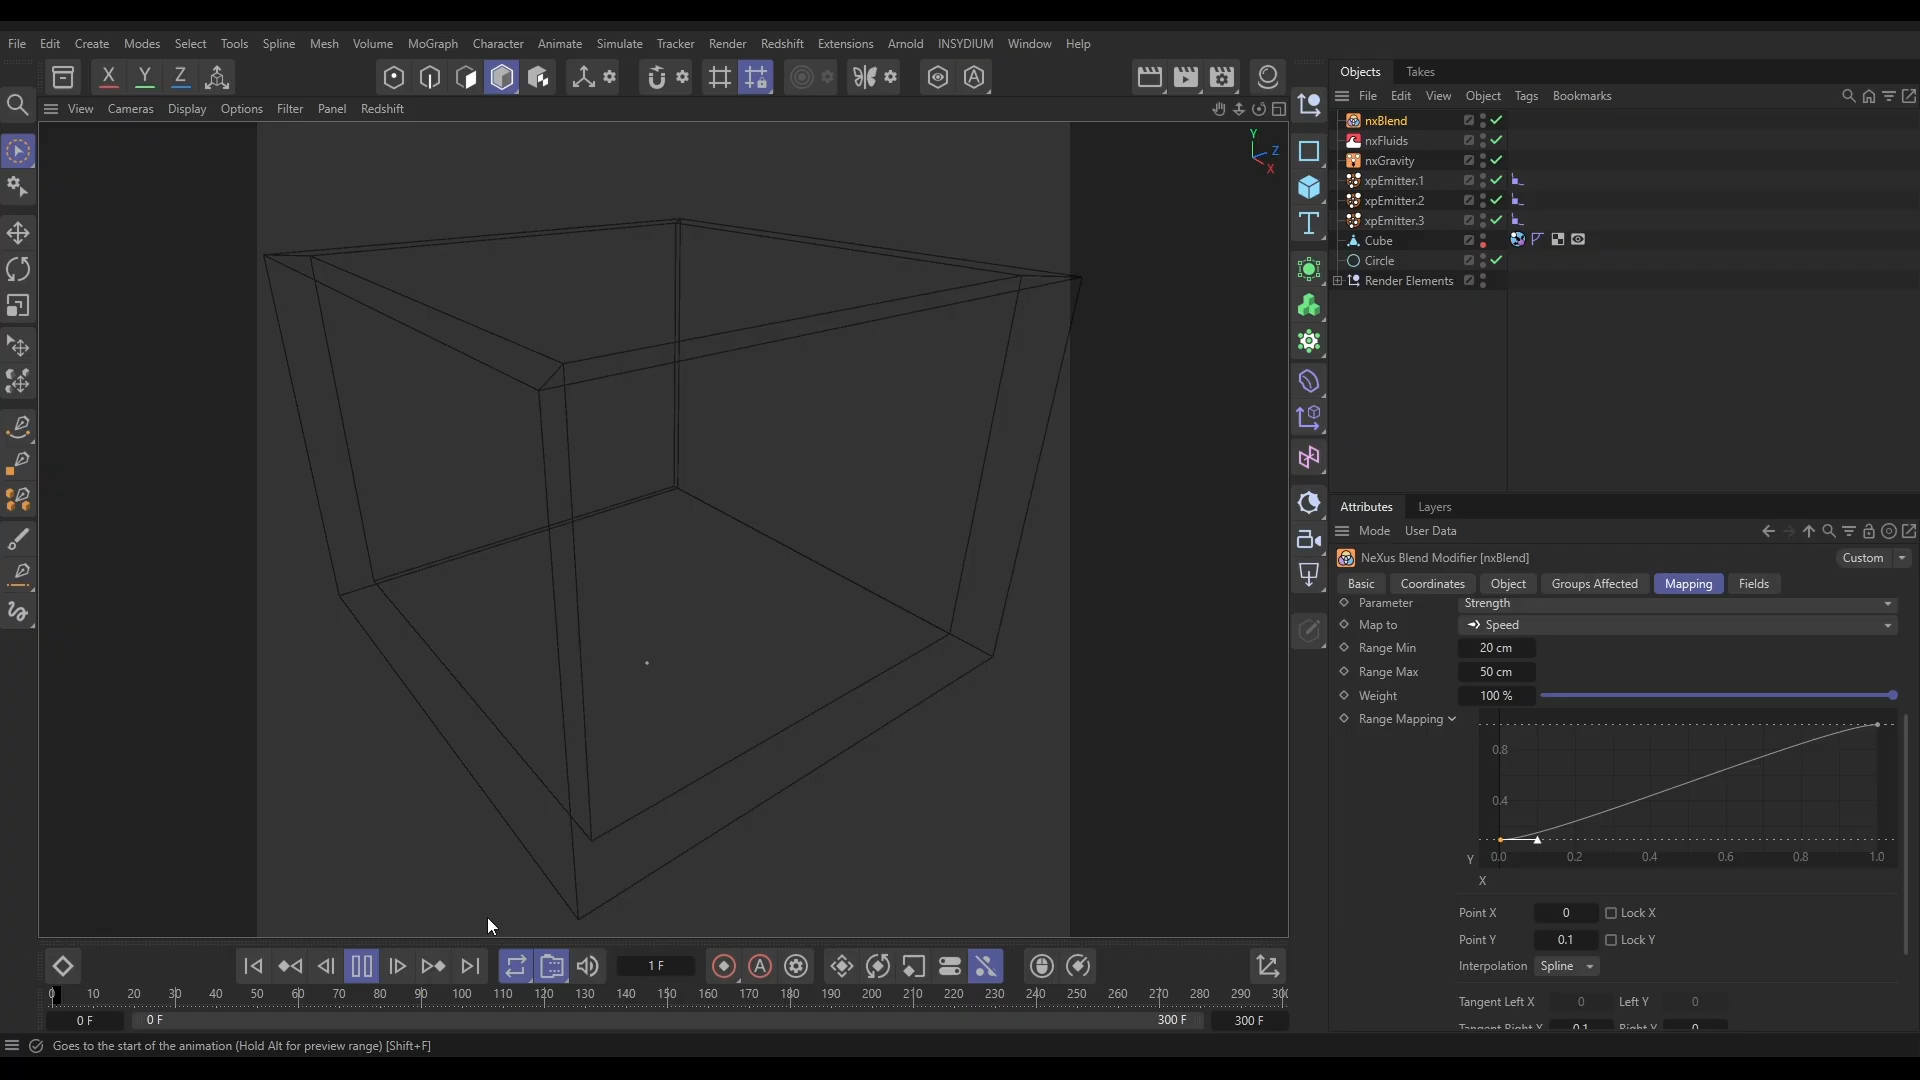 File Edit Create Modes Select Tools Spline Mesh Volume MoGraph Character Animate Simulate Tracker Render Redshift Extensions Arnold INSYDIUM Window Help
X Y Z
Objects Takes
File Edit View Object Tags Bookmarks
View Cameras Display Options Filter Panel Redshift
Y
Z
X
nxBlend
nxFluids
nxGravity
xpEmitter.1
xpEmitter.2
xpEmitter.3
Cube
Circle
Render Elements
Attributes Layers
Mode User Data
NeXus Blend Modifier [nxBlend] Custom
Basic Coordinates Object Groups Affected Mapping Fields
Parameter Strength
Map to Speed
Range Min 20 cm
Range Max 50 cm
Weight 100 %
Range Mapping
0.8
0.4
Y 0.0 0.2 0.4 0.6 0.8 1.0
X
Point X 0 Lock X
Point Y 0.1 Lock Y
Interpolation Spline
Tangent Left X 0 Left Y 0
Tangent Right X 0.1 Right Y 0
1 F
0 10 20 30 40 50 60 70 80 90 100 110 120 130 140 150 160 170 180 190 200 210 220 230 240 250 260 270 280 290 300
0 F 0 F 300 F 300 F
Goes to the start of the animation (Hold Alt for preview range) [Shift+F]